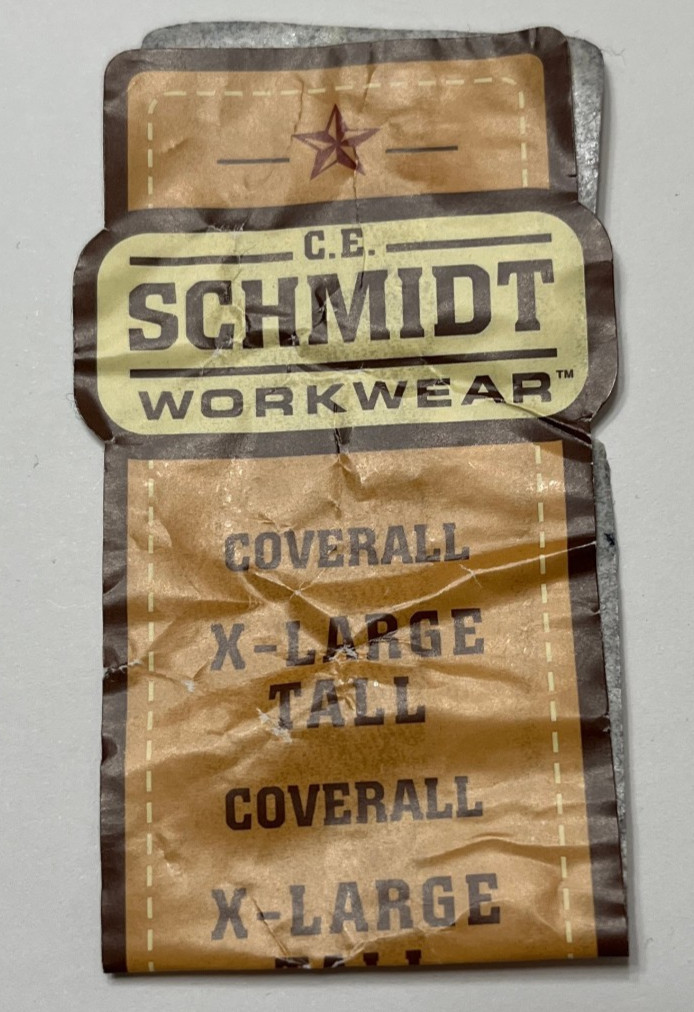 C.E.
SCHMIDT
WORKWEAR™
COVERALL
X-LARGE
TALL
COVERALL
X-LARGE